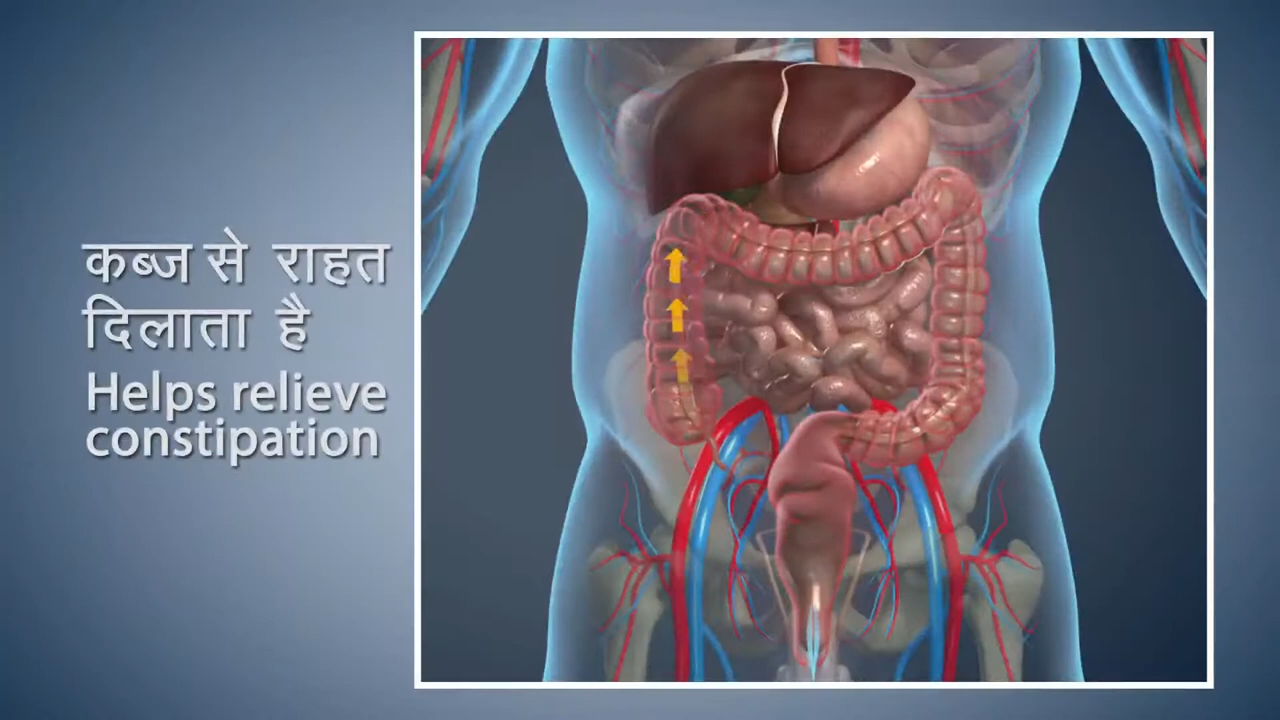 कब्ज से राहत
दिलाता है
Helps relieve
constipation